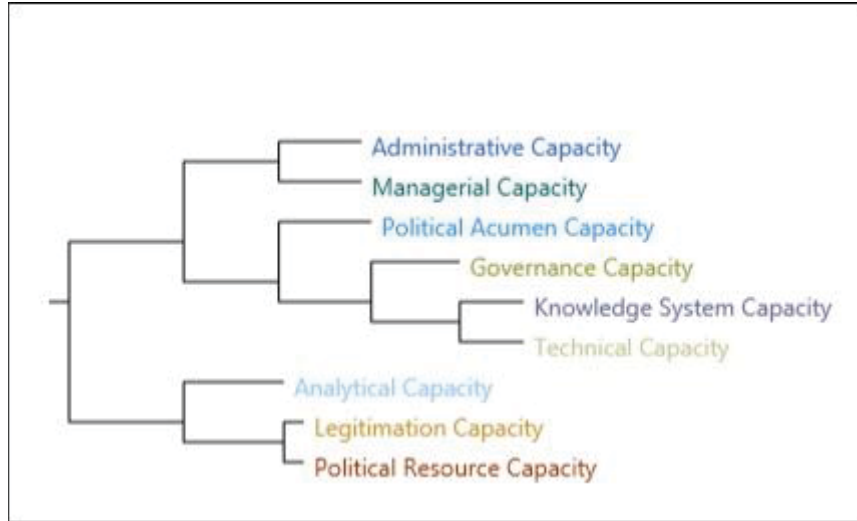 Administrative Capacity
Managerial Capacity
Political Acumen Capacity
Governance Capacity
Knowledge System Capacity
Technical Capacity
Analytical Capacity
Legitimation Capacity
Political Resource Capacity